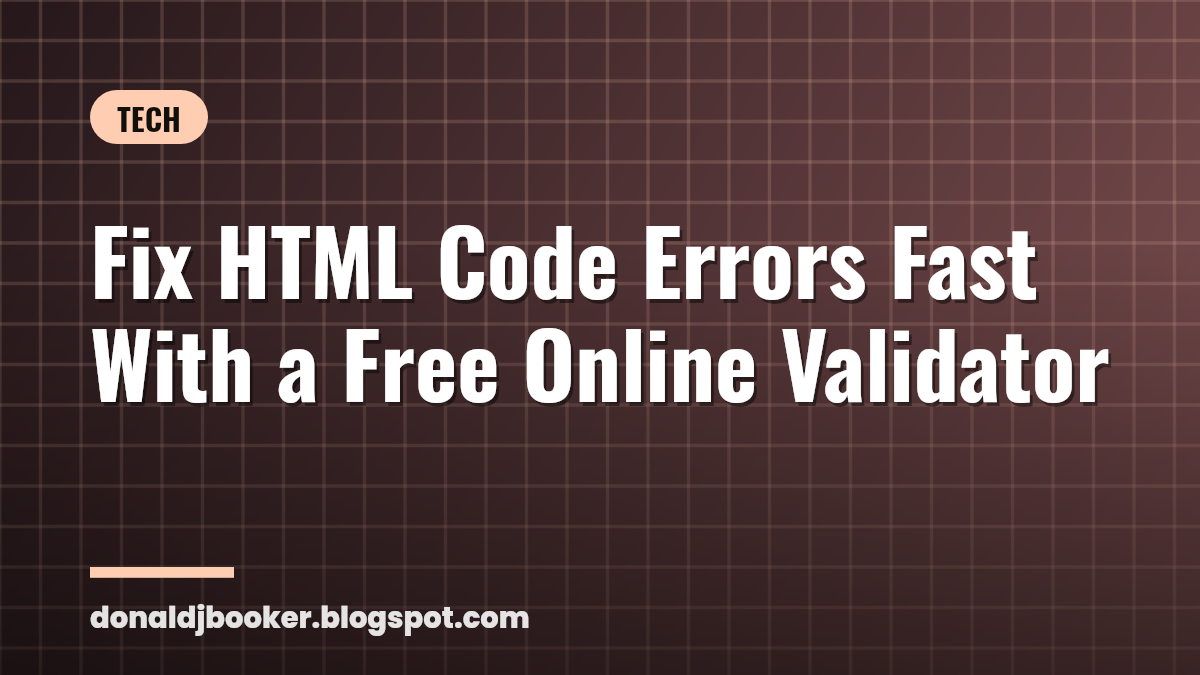 TECH
Fix HTML Code Errors Fast
With a Free Online Validator
donaldjbooker.blogspot.com